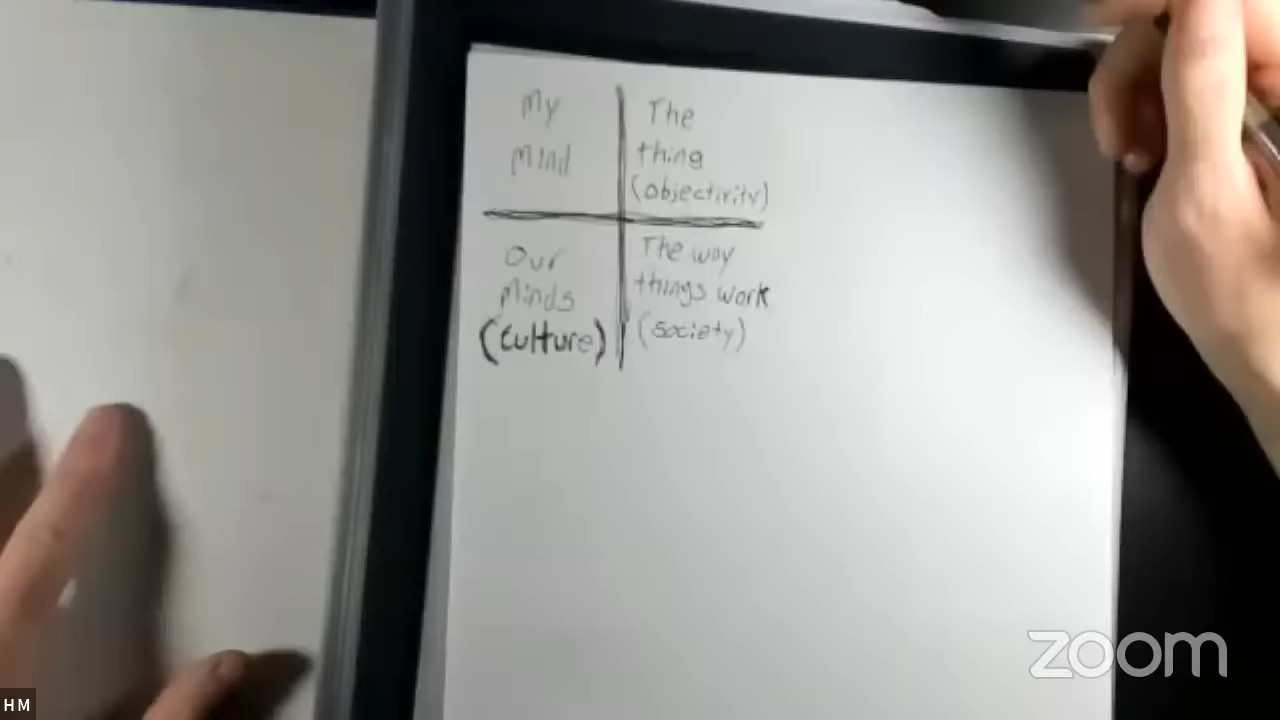 My
Mind
The
thing
(objectivity)
Our
Minds
(Culture)
The way
things work
(society)
zoom
HM